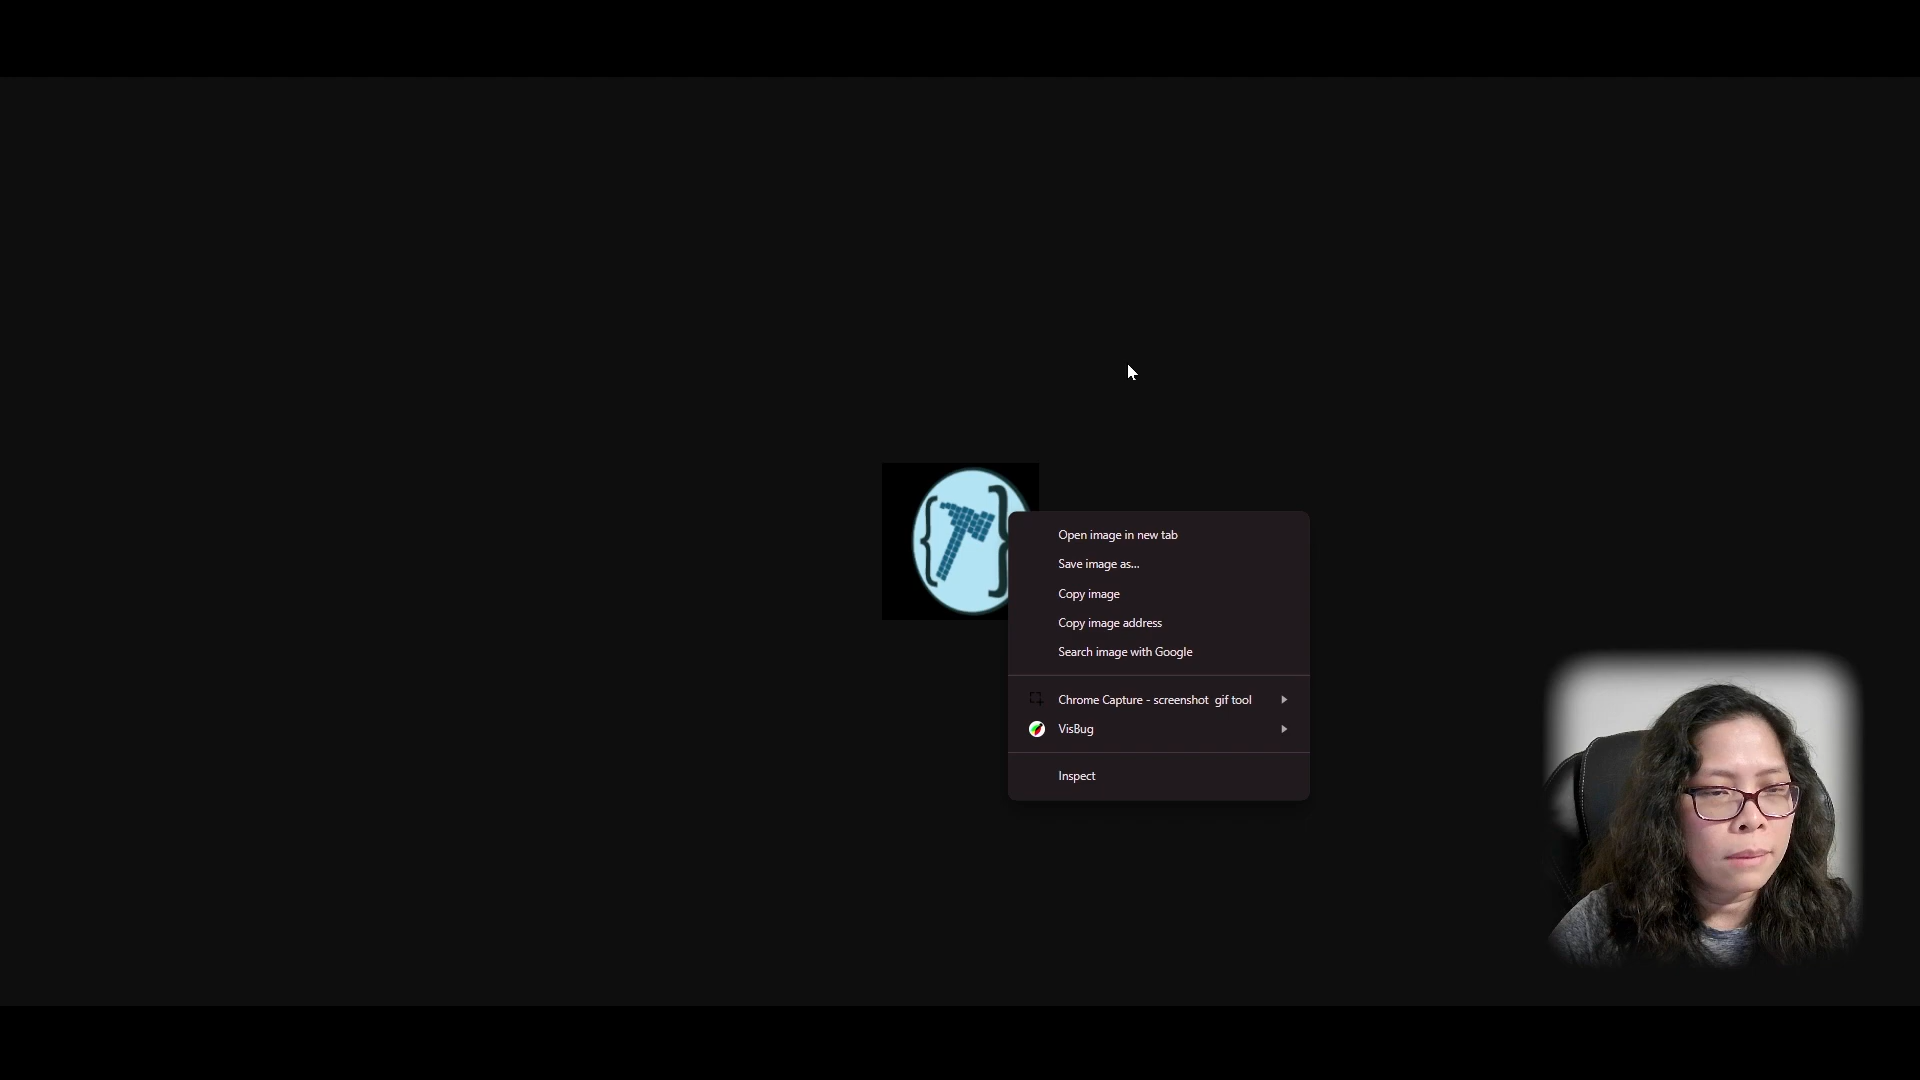 Open image in new tab
Save image as...
Copy image
Copy image address
Search image with Google
Chrome Capture - screenshot gif tool
VisBug
Inspect